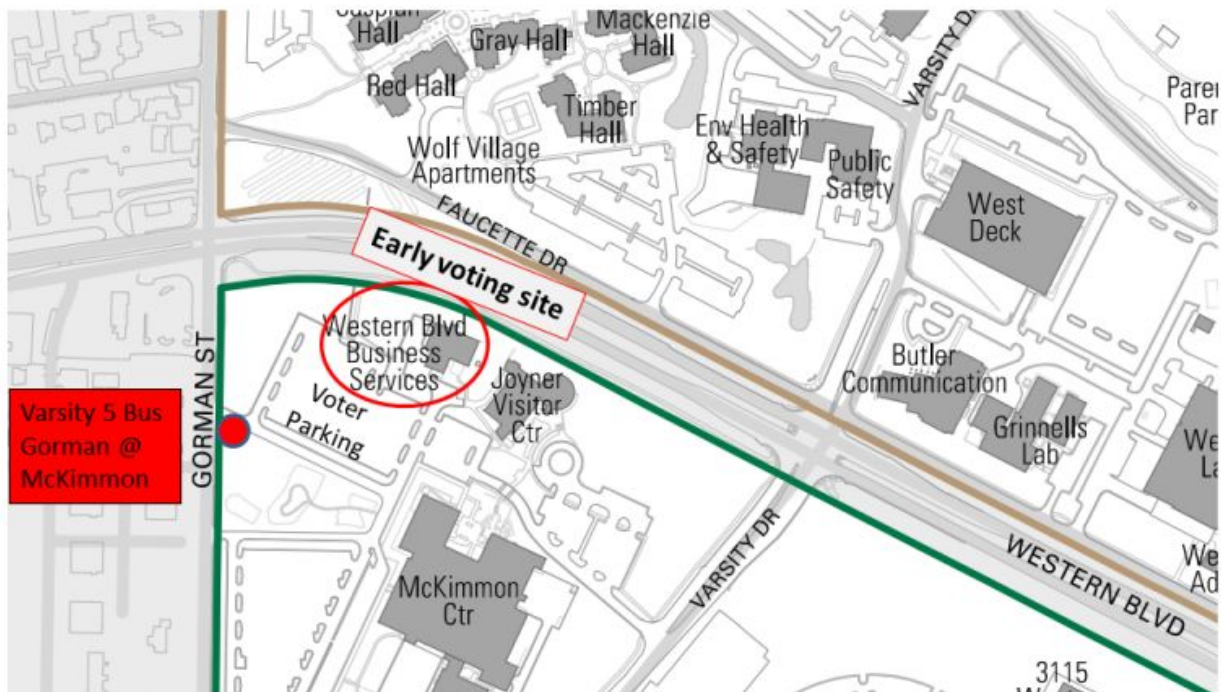 Hall
Gray Hall
Mackenzie
Hall
Red Hall
Timber
Hall
VARSITY DR
Env Health
& Safety
Public
Safety
West
Deck
Wolf Village
Apartments
FAUCETTE DR
Early voting site
Western Blvd
Business
Services
Joyner
Visitor
Ctr
Voter
Parking
GORMAN ST
Varsity 5 Bus
Gorman @
McKimmon
Butler
Communication
Grinnells
Lab
McKimmon
Ctr
VARSITY DR
WESTERN BLVD
3115